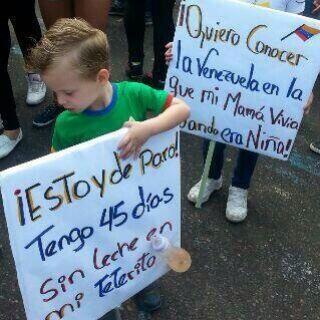 ¡Quiero Conocer
la Venezuela en la
que mi Mamá Vivia
uando era Niña!
¡ESToy de Paro!
Tengo 45 días
Sin leche en
mi TeTerito